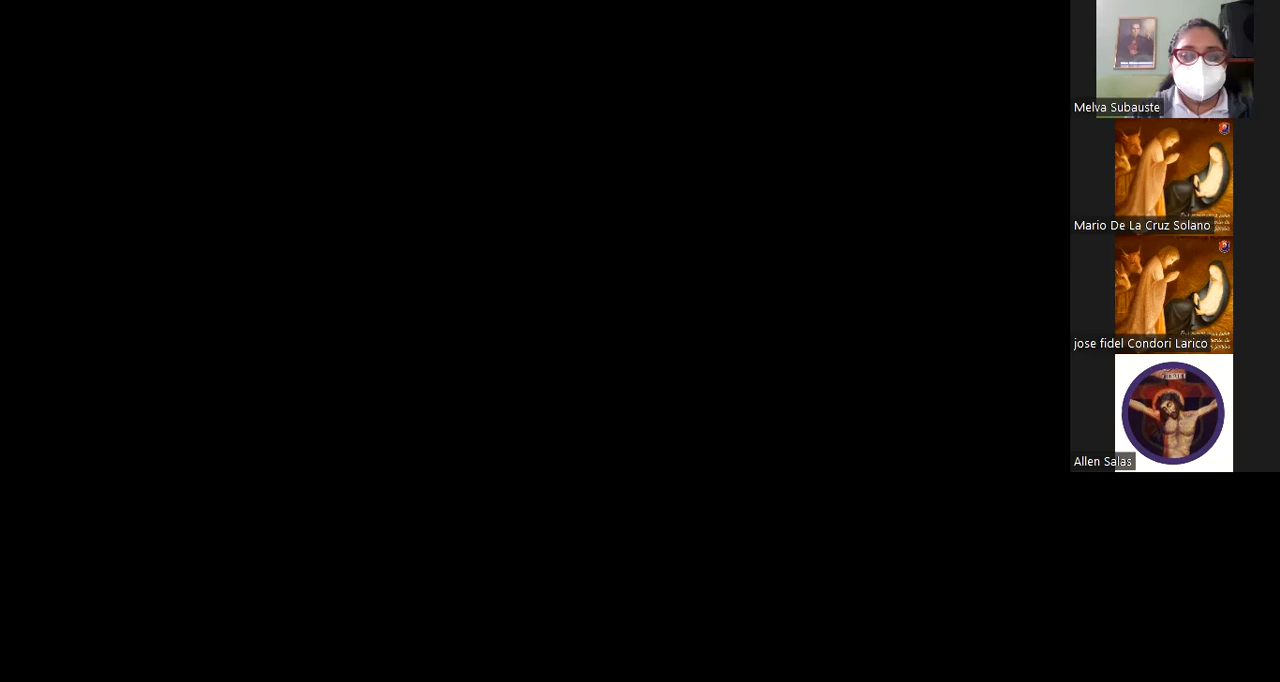 Melva Subauste
Mario De La Cruz Solano
jose fidel Condori Larico
Allen Salas